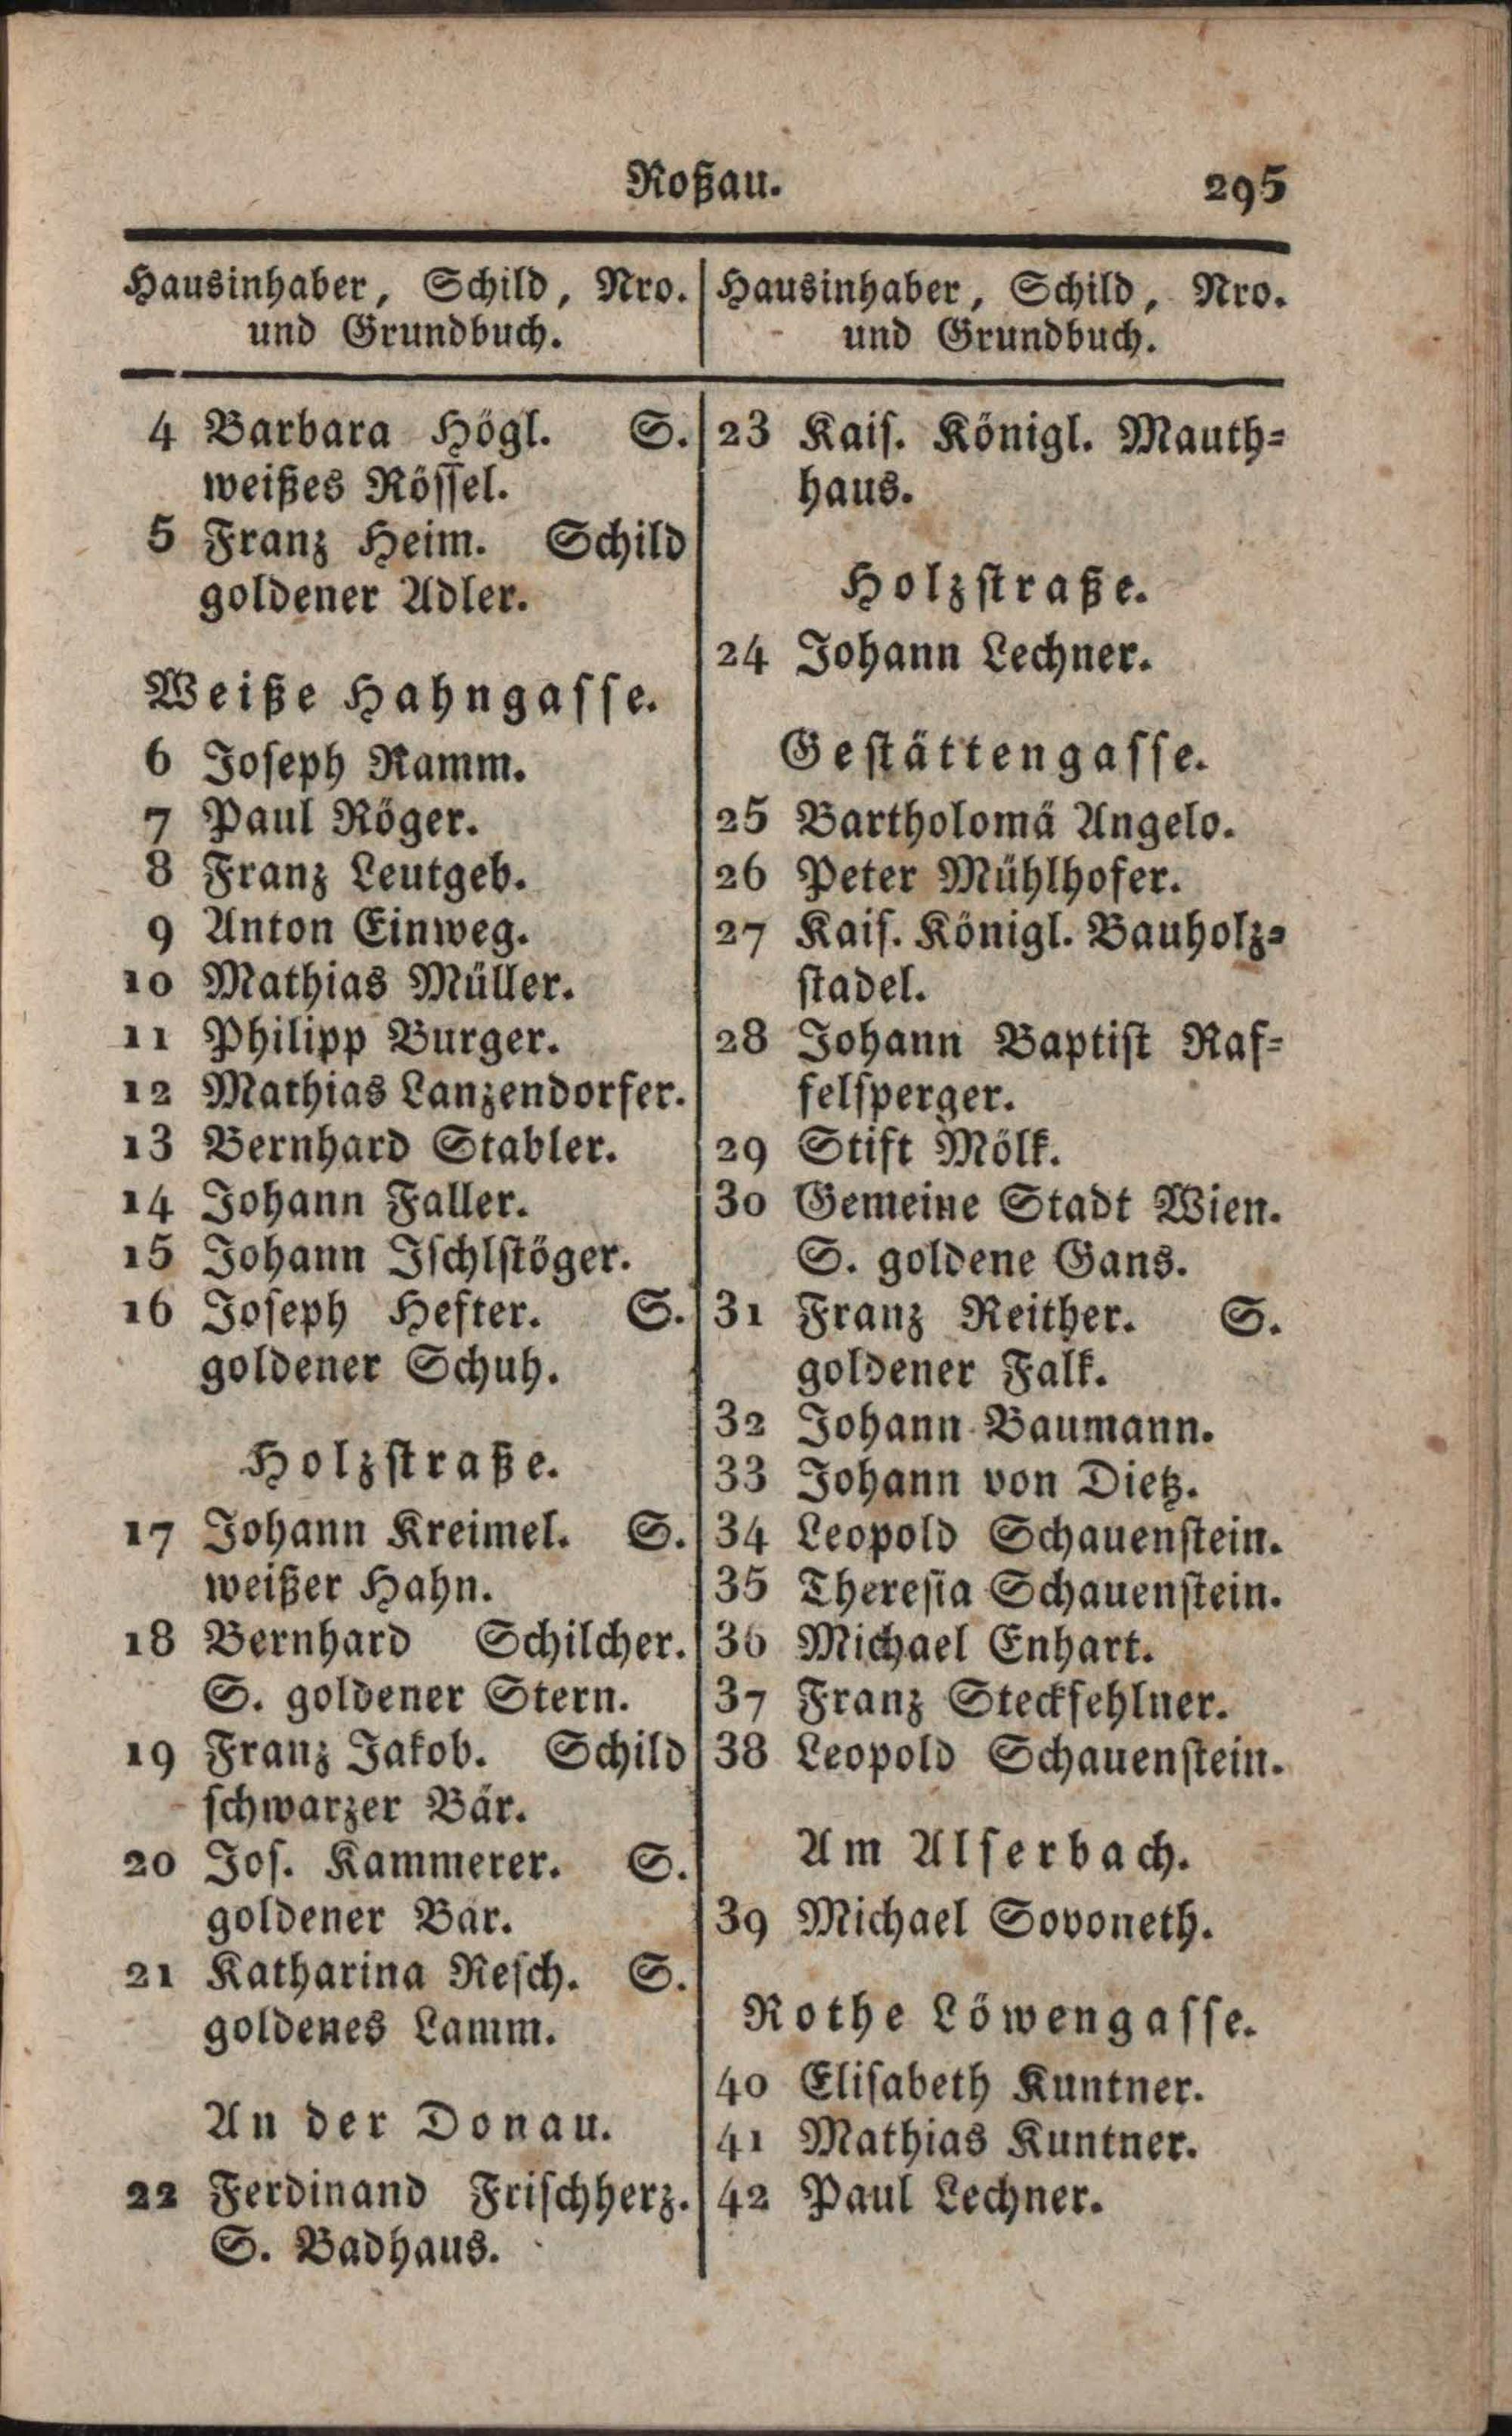 Roßau. 295
Hausinhaber, Schild, Nro.
und Grundbuch.
4 Barbara Högl. S.
weißes Rössel.
5 Franz Heim. Schild
goldener Adler.
Weiße Hahngasse.
6 Joseph Ramm.
7 Paul Röger.
8 Franz Leutgeb.
9 Anton Einweg.
10 Mathias Müller.
11 Philipp Burger.
12 Mathias Lanzendorfer.
13 Bernhard Stabler.
14 Johann Faller.
15 Johann Ischlstöger.
16 Joseph Hefter. S.
goldener Schuh.
Holzstraße.
17 Johann Kreimel. S.
weißer Hahn.
18 Bernhard Schilcher.
S. goldener Stern.
19 Franz Jakob. Schild
schwarzer Bär.
20 Jos. Kammerer. S.
goldener Bär.
21 Katharina Resch. S.
goldenes Lamm.
An der Donau.
22 Ferdinand Frischherz.
S. Badhaus.
Hausinhaber, Schild, Nro.
und Grundbuch.
23 Kais. Königl. Mauth-
haus.
Holzstraße.
24 Johann Lechner.
Gestättengasse.
25 Bartholomä Angelo.
26 Peter Mühlhofer.
27 Kais. Königl. Bauholz-
stadel.
28 Johann Baptist Raf-
felsperger.
29 Stift Mölk.
30 Gemeine Stadt Wien.
S. goldene Gans.
31 Franz Reither. S.
goldener Falk.
32 Johann Baumann.
33 Johann von Dietz.
34 Leopold Schauenstein.
35 Theresia Schauenstein.
36 Michael Enhart.
37 Franz Steckfehlner.
38 Leopold Schauenstein.
Am Alserbach.
39 Michael Sovoneth.
Rothe Löwengasse.
40 Elisabeth Kuntner.
41 Mathias Kuntner.
42 Paul Lechner.